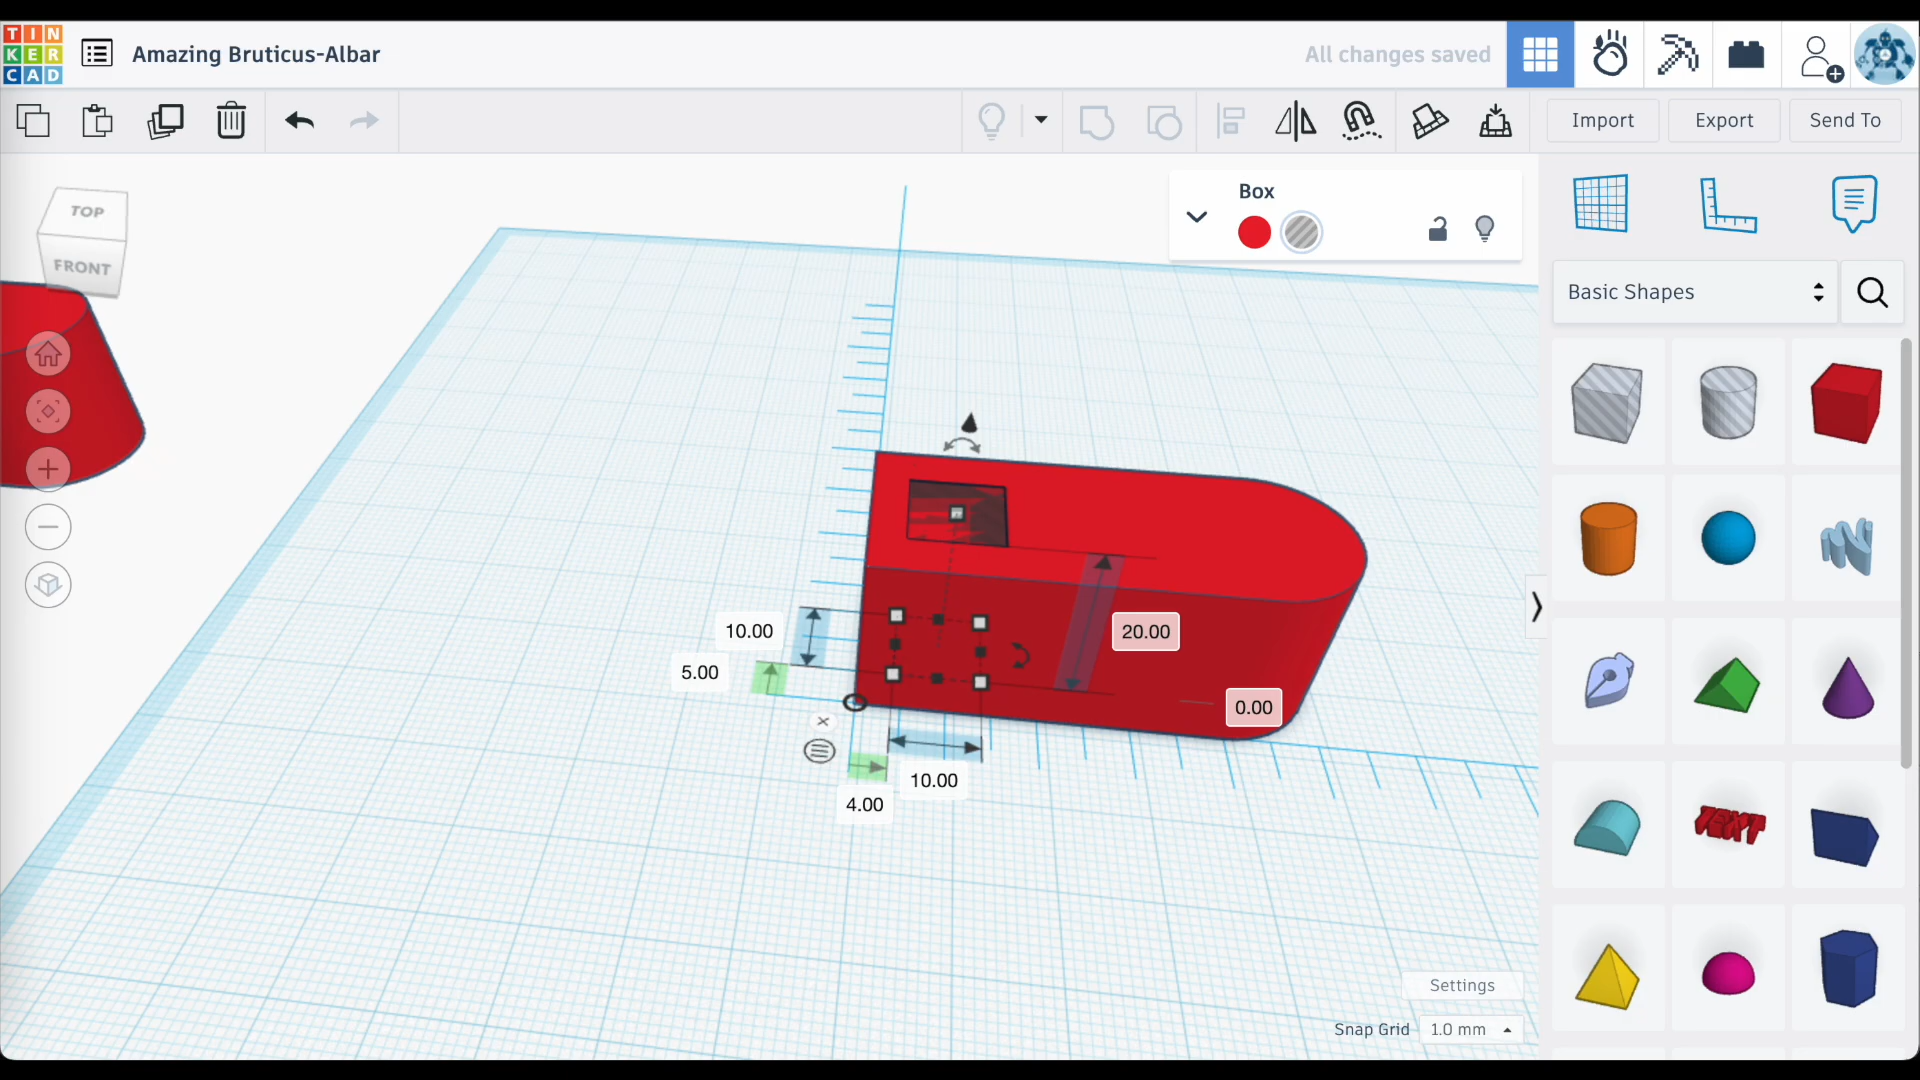 TIN
KER
CAD
Amazing Bruticus-Albar
All changes saved
Import
Export
Send To
TOP
FRONT
Box
Basic Shapes
10.00
5.00
20.00
0.00
10.00
4.00
TEXT
Settings
Snap Grid 1.0 mm